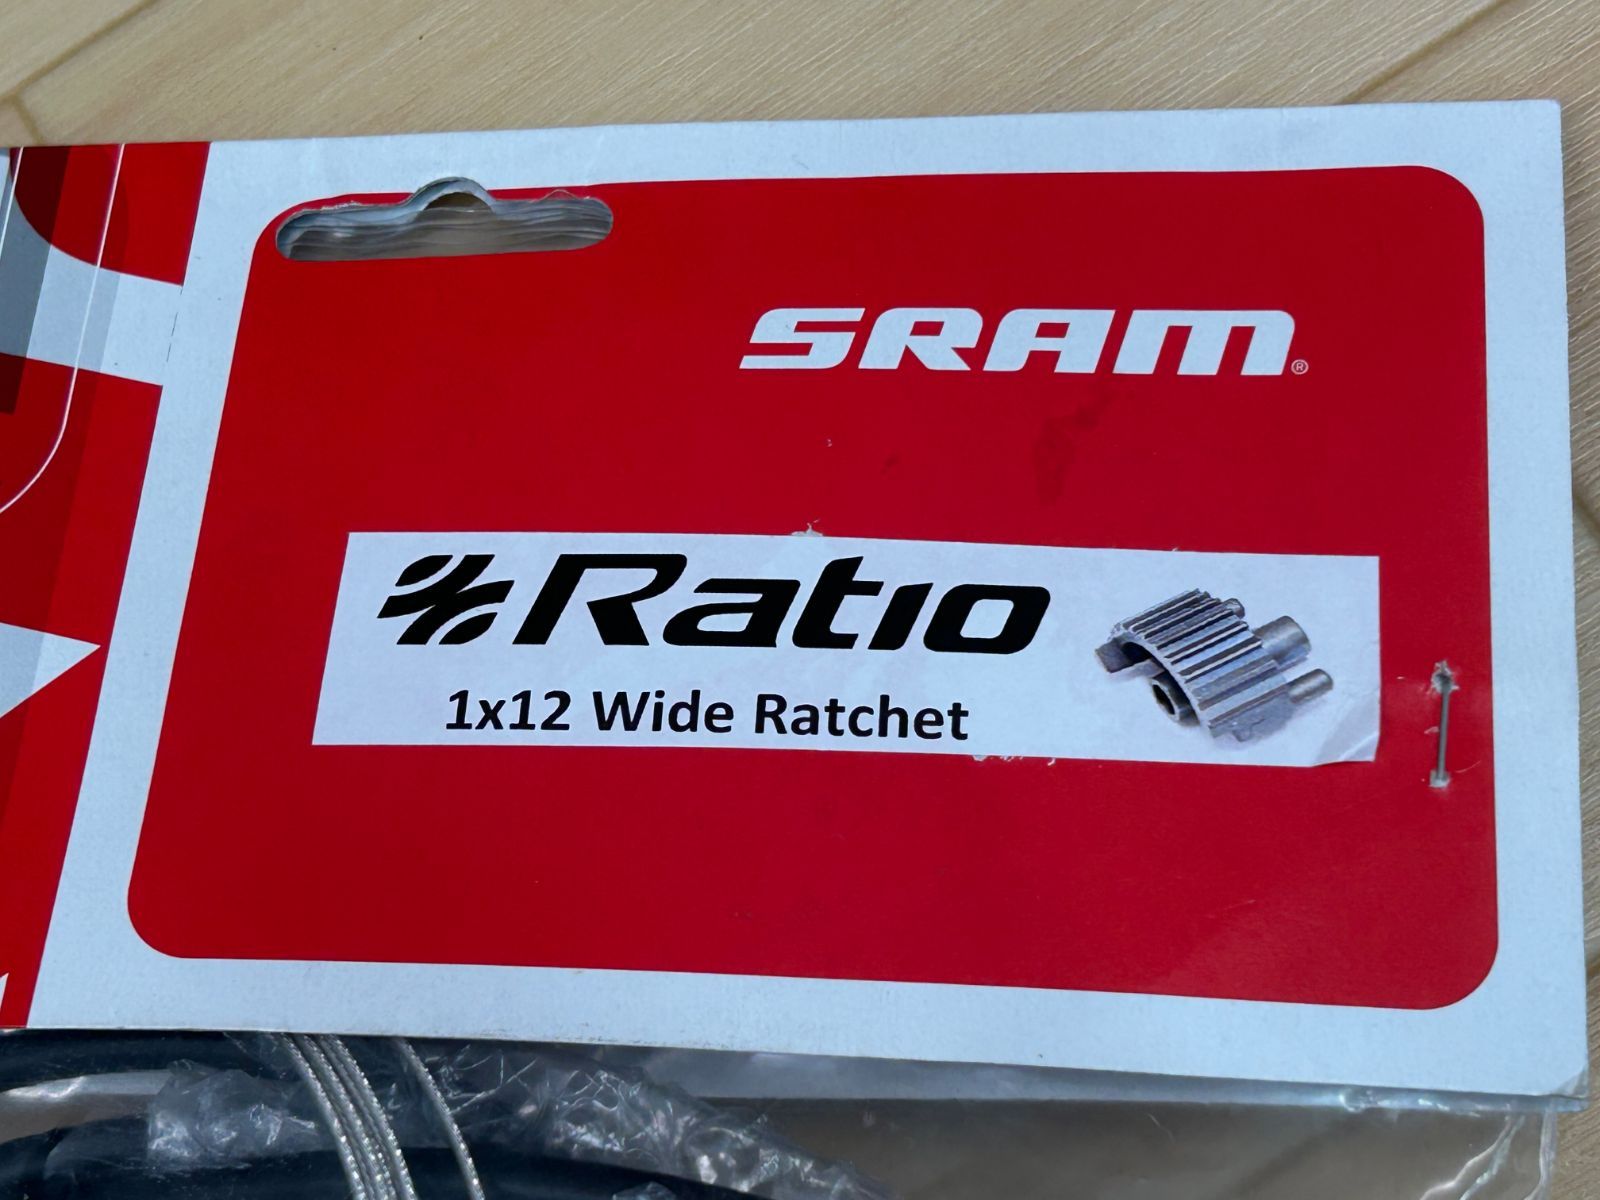 SRAM®
Ratio
1x12 Wide Ratchet